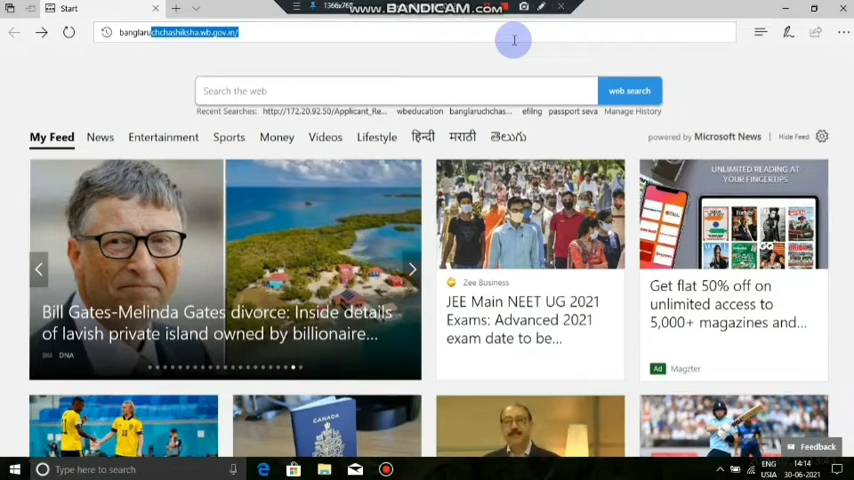 1366x768
www.BANDICAM.com
Start
banglaruchchashiksha.wb.gov.in/
Search the web
web search
Recent Searches: http://172.20.92.50/Applicant_Re... wbeducation banglaruchchas... efilng passport seva Manage History
My Feed News Entertainment Sports Money Videos Lifestyle हिन्दी मराठी తెలుగు
powered by Microsoft News Hide Feed
UNLIMITED READING AT
YOUR FINGERTIPS
GQ
Bill Gates-Melinda Gates divorce: Inside details
of lavish private island owned by billionaire...
DNA
Zee Business
JEE Main NEET UG 2021
Exams: Advanced 2021
exam date to be...
Get flat 50% off on
unlimited access to
5,000+ magazines and...
Ad Magzter
CANADA
Feedback
Type here to search
ENG
USIA
14:14
30-06-2021